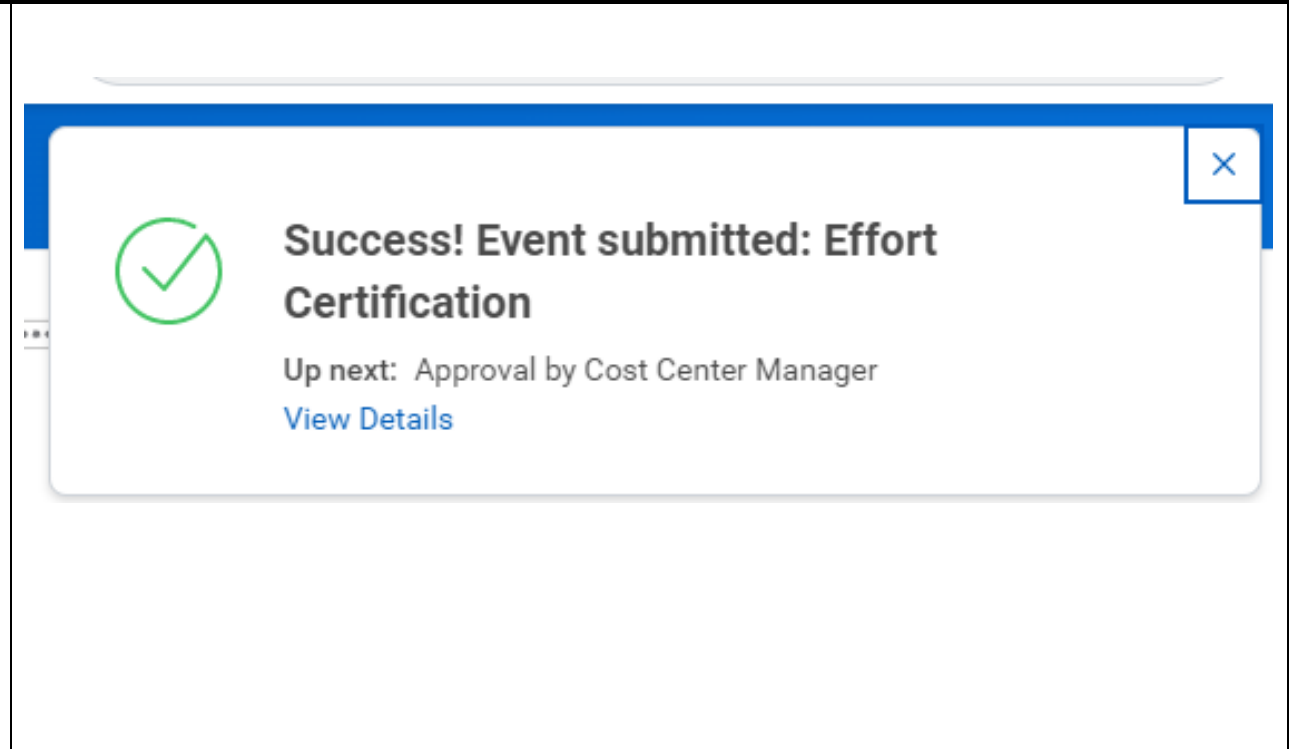 Success! Event submitted: Effort
Certification
Up next: Approval by Cost Center Manager
View Details